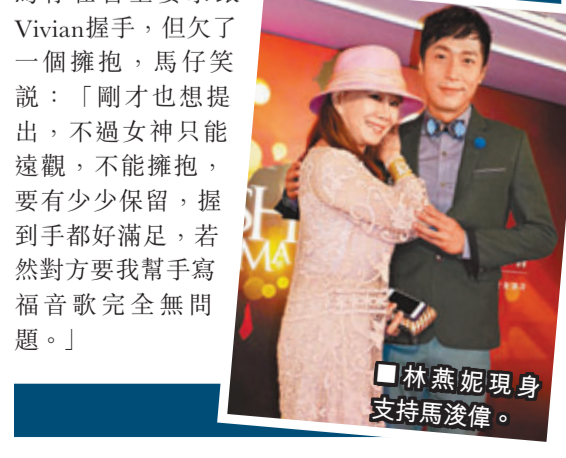 Vivian握手，但欠了
一個擁抱，馬仔笑
説：「剛才也想提
出，不過女神只能
遠觀，不能擁抱，
要有少少保留，握
到手都好滿足，若
然對方要我幫手寫
福音歌完全無問
題。」
SH
MA
■林燕妮現身
支持馬浚偉。